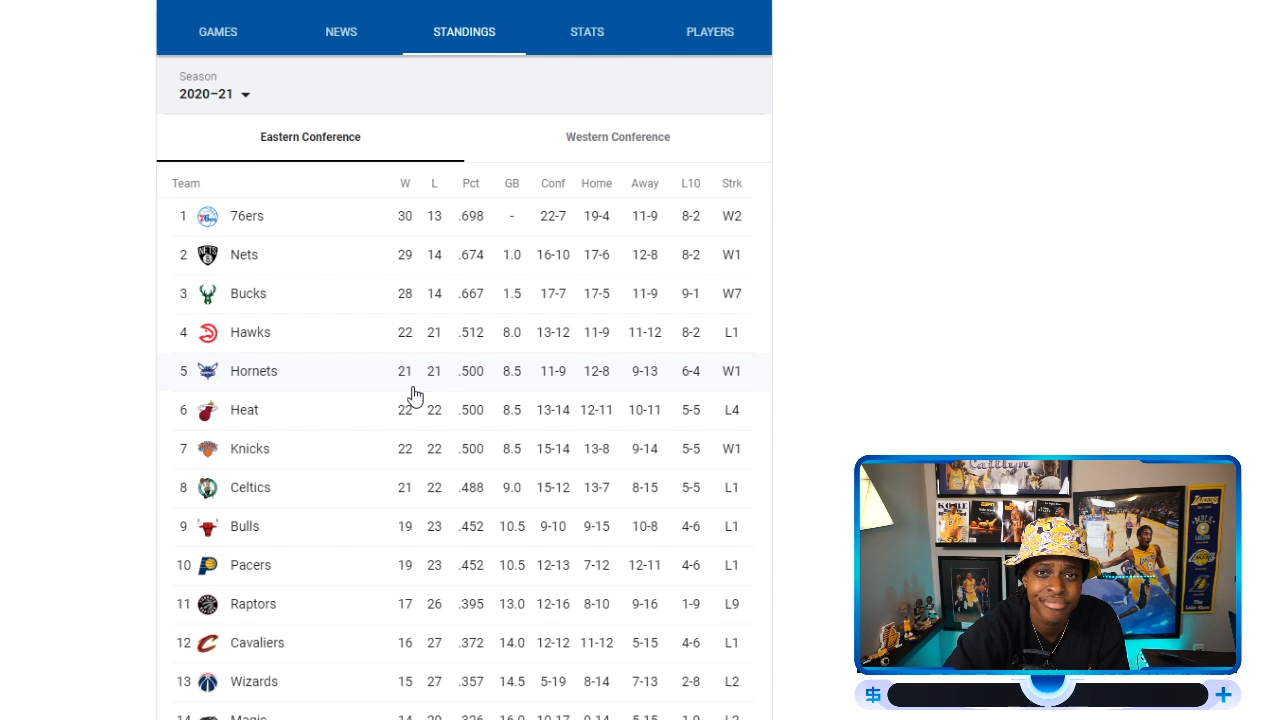 GAMES NEWS STANDINGS STATS PLAYERS
Season
2020–21
Eastern Conference Western Conference
Team W L Pct GB Conf Home Away L10 Strk
1 76ers 30 13 .698 - 22-7 19-4 11-9 8-2 W2
2 Nets 29 14 .674 1.0 16-10 17-6 12-8 8-2 W1
3 Bucks 28 14 .667 1.5 17-7 17-5 11-9 9-1 W7
4 Hawks 22 21 .512 8.0 13-12 11-9 11-12 8-2 L1
5 Hornets 21 21 .500 8.5 11-9 12-8 9-13 6-4 W1
6 Heat 22 22 .500 8.5 13-14 12-11 10-11 5-5 L4
7 Knicks 22 22 .500 8.5 15-14 13-8 9-14 5-5 W1
8 Celtics 21 22 .488 9.0 15-12 13-7 8-15 5-5 L1
9 Bulls 19 23 .452 10.5 9-10 9-15 10-8 4-6 L1
10 Pacers 19 23 .452 10.5 12-13 7-12 12-11 4-6 L1
11 Raptors 17 26 .395 13.0 12-16 8-10 9-16 1-9 L9
12 Cavaliers 16 27 .372 14.0 12-12 11-12 5-15 4-6 L1
13 Wizards 15 27 .357 14.5 5-19 8-14 7-13 2-8 L2
Caitlyn
KOBE
ESPN